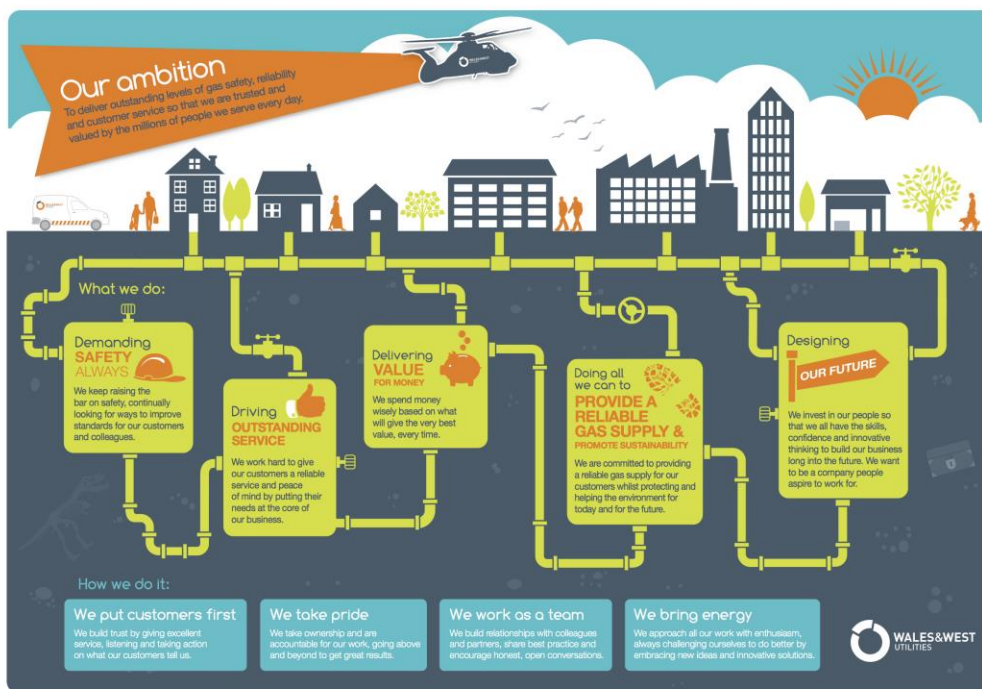 Our ambition
To deliver outstanding levels of gas safety, reliability
and customer service so that we are trusted and
valued by the millions of people we serve every day.
What we do:
Demanding
SAFETY
ALWAYS
We keep raising the
bar on safety, continually
looking for ways to improve
standards for our customers
and colleagues.
Driving
OUTSTANDING
SERVICE
We work hard to give
our customers a reliable
service and peace
of mind by putting their
needs at the core of
our business.
Delivering
VALUE
FOR MONEY
We spend money
wisely based on what
will give the very best
value, every time.
Doing all
we can to
PROVIDE A
RELIABLE
GAS SUPPLY &
PROMOTE SUSTAINABILITY
We are committed to providing
a reliable gas supply for our
customers whilst protecting and
helping the environment for
today and for the future.
Designing
OUR FUTURE
We invest in our people so
that we all have the skills,
confidence and innovative
thinking to build our business
long into the future. We want
to be a company people
aspire to work for.
How we do it:
We put customers first
We build trust by giving excellent
service, listening and taking action
on what our customers tell us.
We take pride
We take ownership and are
accountable for our work, going above
and beyond to get great results.
We work as a team
We build relationships with colleagues
and partners, share best practice and
encourage honest, open conversations.
We bring energy
We approach all our work with enthusiasm,
always challenging ourselves to do better by
embracing new ideas and innovative solutions.
WALES&WEST
UTILITIES